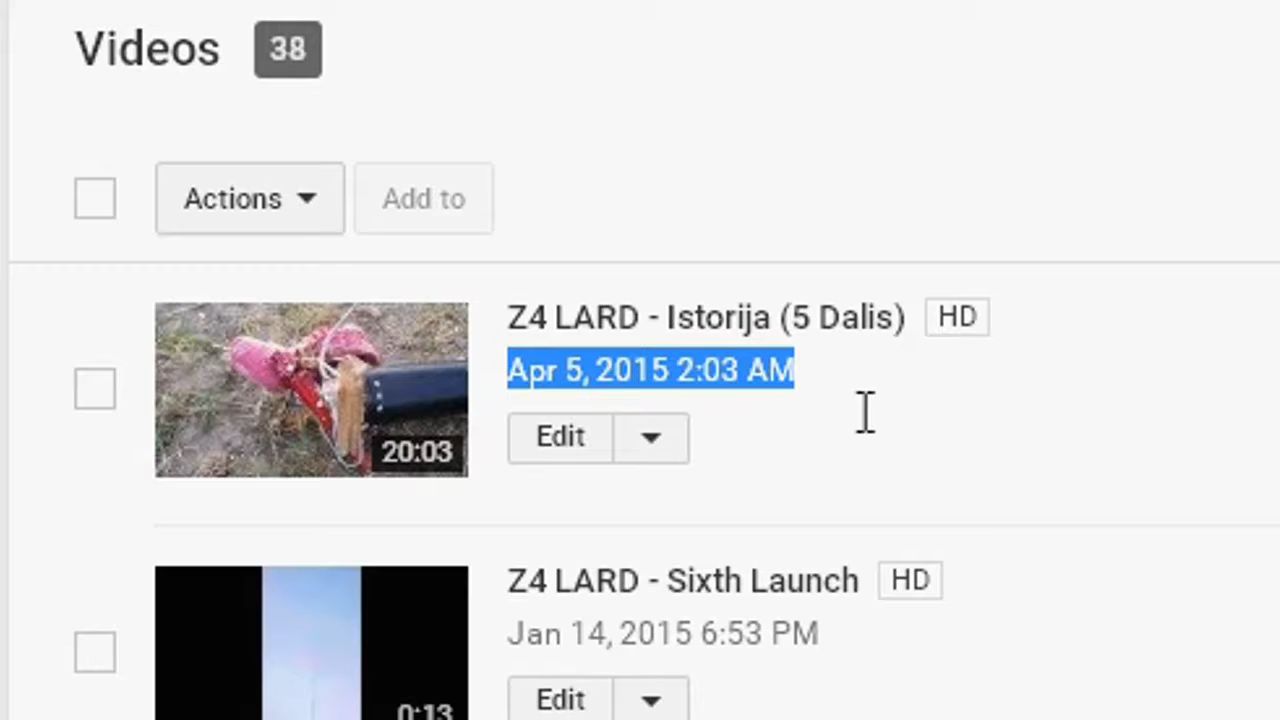 Videos 38
Actions Add to
Z4 LARD - Istorija (5 Dalis) HD
Apr 5, 2015 2:03 AM
Edit
20:03
Z4 LARD - Sixth Launch HD
Jan 14, 2015 6:53 PM
Edit
0:13